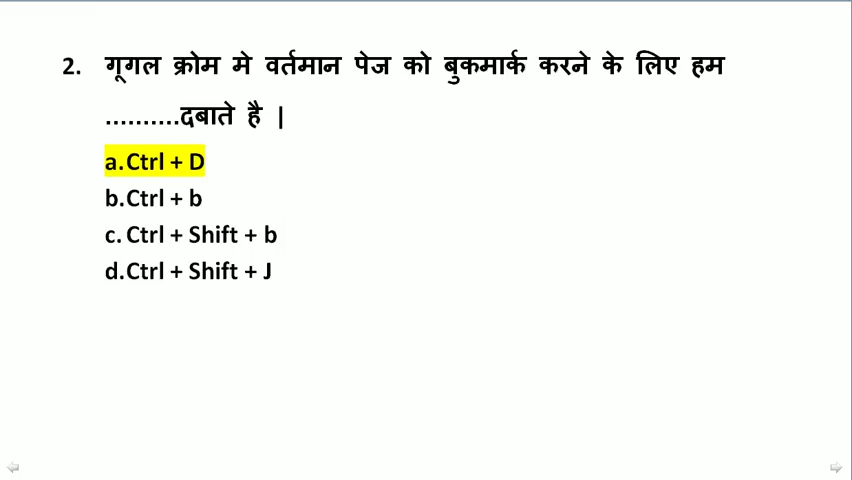 2. गूगल क्रोम मे वर्तमान पेज को बुकमार्क करने के लिए हम
..........दबाते है |
a.Ctrl + D
b.Ctrl + b
c. Ctrl + Shift + b
d.Ctrl + Shift + J